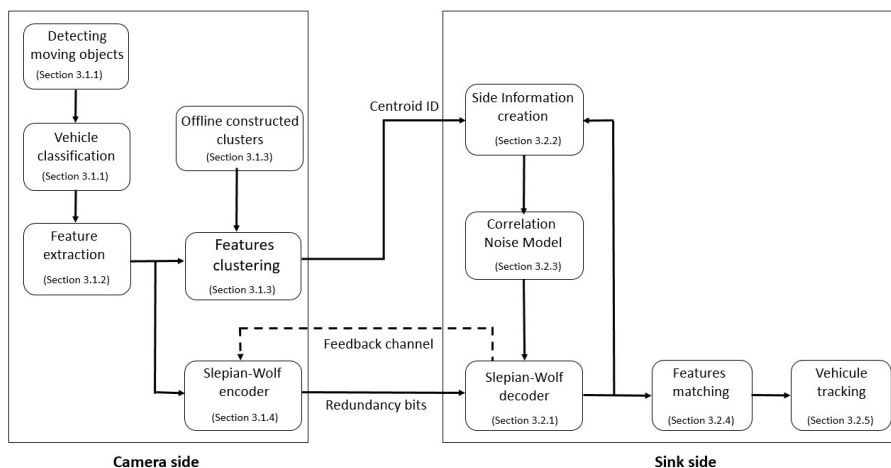 Detecting
moving objects
(Section 3.1.1)
Vehicle
classification
(Section 3.1.1)
Feature
extraction
(Section 3.1.2)
Offline constructed
clusters
(Section 3.1.3)
Features
clustering
(Section 3.1.3)
Slepian-Wolf
encoder
(Section 3.1.4)
Camera side
Centroid ID
Feedback channel
Redundancy bits
Side Information
creation
(Section 3.2.2)
Correlation
Noise Model
(Section 3.2.3)
Slepian-Wolf
decoder
(Section 3.2.1)
Features
matching
(Section 3.2.4)
Vehicule
tracking
(Section 3.2.5)
Sink side